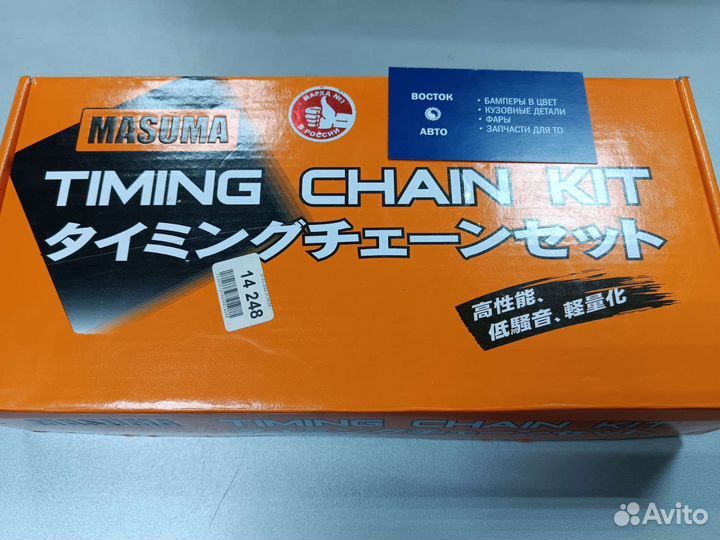 MASUMA
МАРКА №1
В РОССИИ
ВОСТОК
АВТО
• БАМПЕРЫ В ЦВЕТ
• КУЗОВНЫЕ ДЕТАЛИ
• ФАРЫ
• ЗАПЧАСТИ ДЛЯ ТО
TIMING CHAIN KIT
タイミングチェーンセット
14 248
高性能、
低騒音、軽量化
MASUMA
TIMING CHAIN KIT
Avito